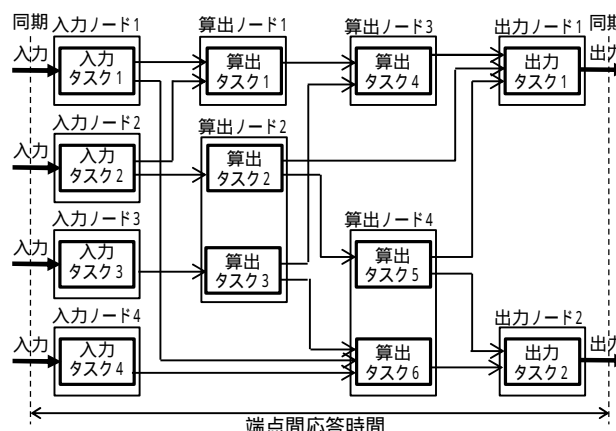 同期
入力ノード1
算出ノード1
算出ノード3
出力ノード1
同期
入力
入力
タスク1
算出
タスク1
算出
タスク4
出力
タスク1
出力
入力ノード2
算出ノード2
入力
入力
タスク2
算出
タスク2
入力ノード3
算出ノード4
入力
入力
タスク3
算出
タスク3
算出
タスク5
入力ノード4
出力ノード2
入力
入力
タスク4
算出
タスク6
出力
タスク2
出力
端点間応答時間